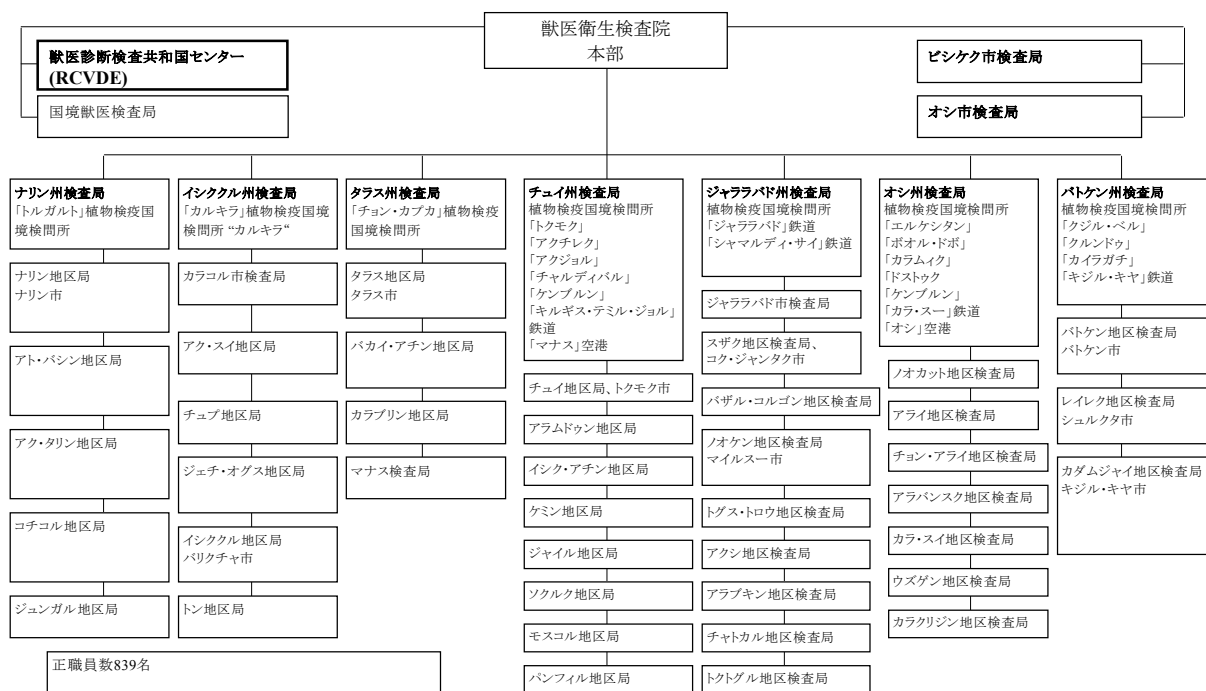 獣医衛生検査院
本部
獣医診断検査共和国センター
(RCVDE)
国境獣医検査局
ビシケク市検査局
オシ市検査局
ナリン州検査局
「トルガルト」植物検疫国
境検問所
ナリン地区局
ナリン市
アト・バシン地区局
アク・タリン地区局
コチコル地区局
ジュンガル地区局
イシククル州検査局
「カルキラ」植物検疫国境
検問所 “カルキラ“
カラコル市検査局
アク・スイ地区局
チュプ地区局
ジェチ・オグス地区局
イシククル地区局
バリクチャ市
トン地区局
タラス州検査局
「チョン・カプカ」植物検疫
国境検問所
タラス地区局
タラス市
バカイ・アチン地区局
カラブリン地区局
マナス検査局
チュイ州検査局
植物検疫国境検問所
「トクモク」
「アクチレク」
「アクジョル」
「チャルディバル」
「ケンブルン」
「キルギス・テミル・ジョル」
鉄道
「マナス」空港
チュイ地区局、トクモク市
アラムドゥン地区局
イシク・アチン地区局
ケミン地区局
ジャイル地区局
ソクルク地区局
モスコル地区局
パンフィル地区局
ジャララバド州検査局
植物検疫国境検問所
「ジャララバド」鉄道
「シャマルディ・サイ」鉄道
ジャララバド市検査局
スザク地区検査局、
コク・ジャンタク市
バザル・コルゴン地区検査局
ノオケン地区検査局
マイルスー市
トグス・トロウ地区検査局
アクシ地区検査局
アラブキン地区検査局
チャトカル地区検査局
トクトグル地区検査局
オシ州検査局
植物検疫国境検問所
「エルケシタン」
「ボオル・ドボ」
「カラムィク」
「ドストゥク
「ケンブルン」
「カラ・スー」鉄道
「オシ」空港
ノオカット地区検査局
アライ地区検査局
チョン・アライ地区検査局
アラバンスク地区検査局
カラ・スイ地区検査局
ウズゲン地区検査局
カラクリジン地区検査局
バトケン州検査局
植物検疫国境検問所
「クジル・ベル」
「クルンドゥ」
「カイラガチ」
「キジル・キヤ」鉄道
バトケン地区検査局
バトケン市
レイレク地区検査局
シュルクタ市
カダムジャイ地区検査局
キジル・キヤ市
正職員数839名